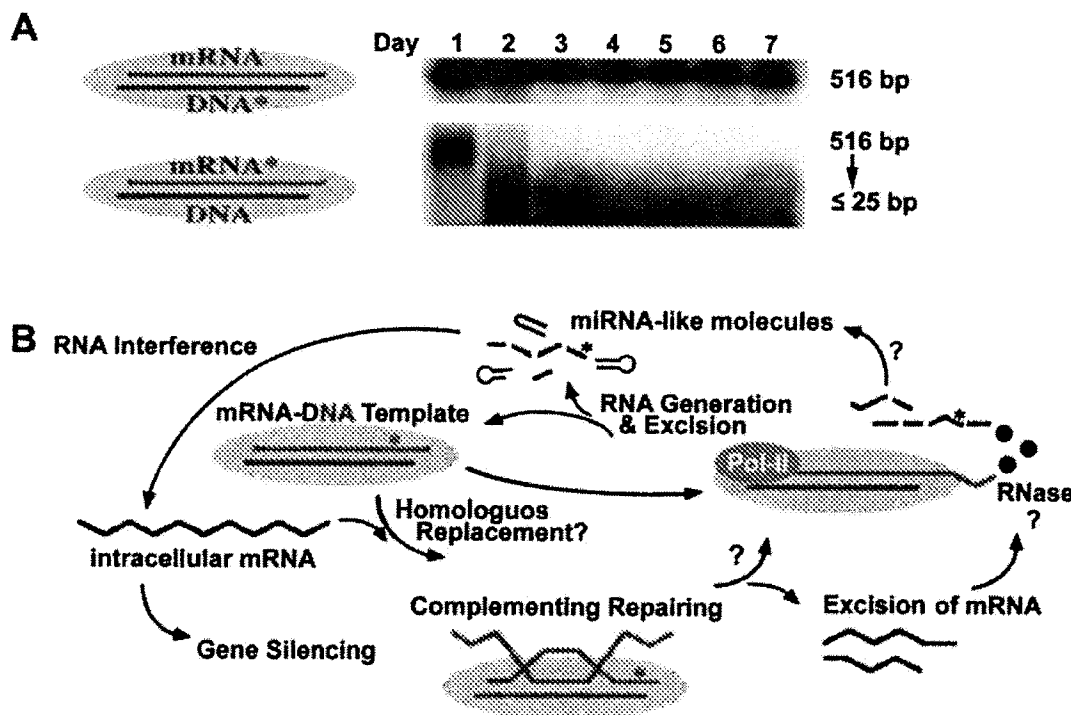 A
Day 1 2 3 4 5 6 7
mRNA
DNA*
516 bp
mRNA*
DNA
516 bp
≤ 25 bp
B
RNA Interference
miRNA-like molecules
?
*
mRNA-DNA Template
*
RNA Generation
& Excision
*
Pol-II
RNase
?
Homologuos
Replacement?
intracellular mRNA
?
Complementing Repairing
Excision of mRNA
Gene Silencing
*